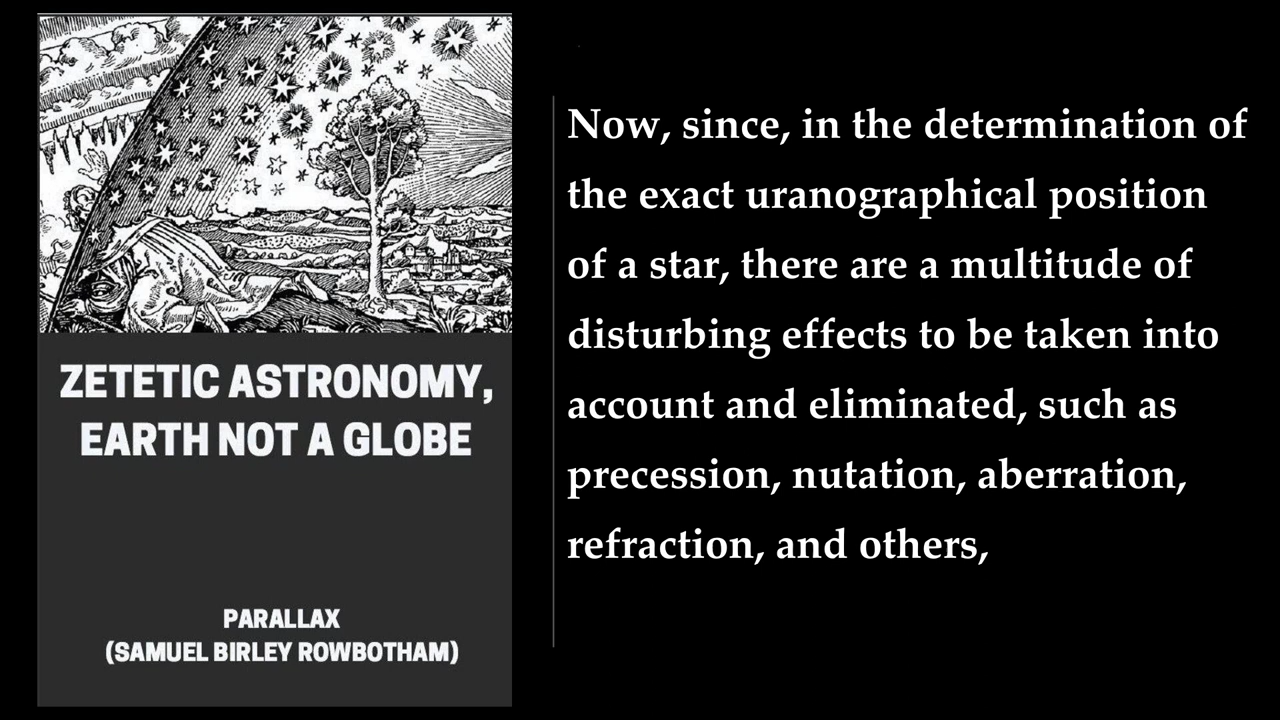 ZETETIC ASTRONOMY,
EARTH NOT A GLOBE
PARALLAX
(SAMUEL BIRLEY ROWBOTHAM)
Now, since, in the determination of
the exact uranographical position
of a star, there are a multitude of
disturbing effects to be taken into
account and eliminated, such as
precession, nutation, aberration,
refraction, and others,